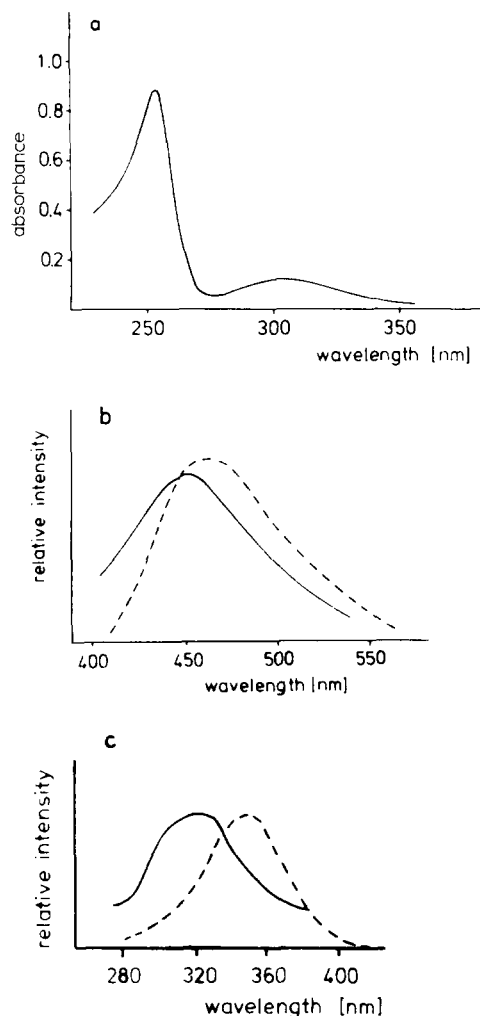 a
1.0
0.8
0.6
0.4
0.2
absorbance
250 300 350
wavelength [nm]
b
relative intensity
400 450 500 550
wavelength [nm]
c
relative intensity
280 320 360 400
wavelength [nm]